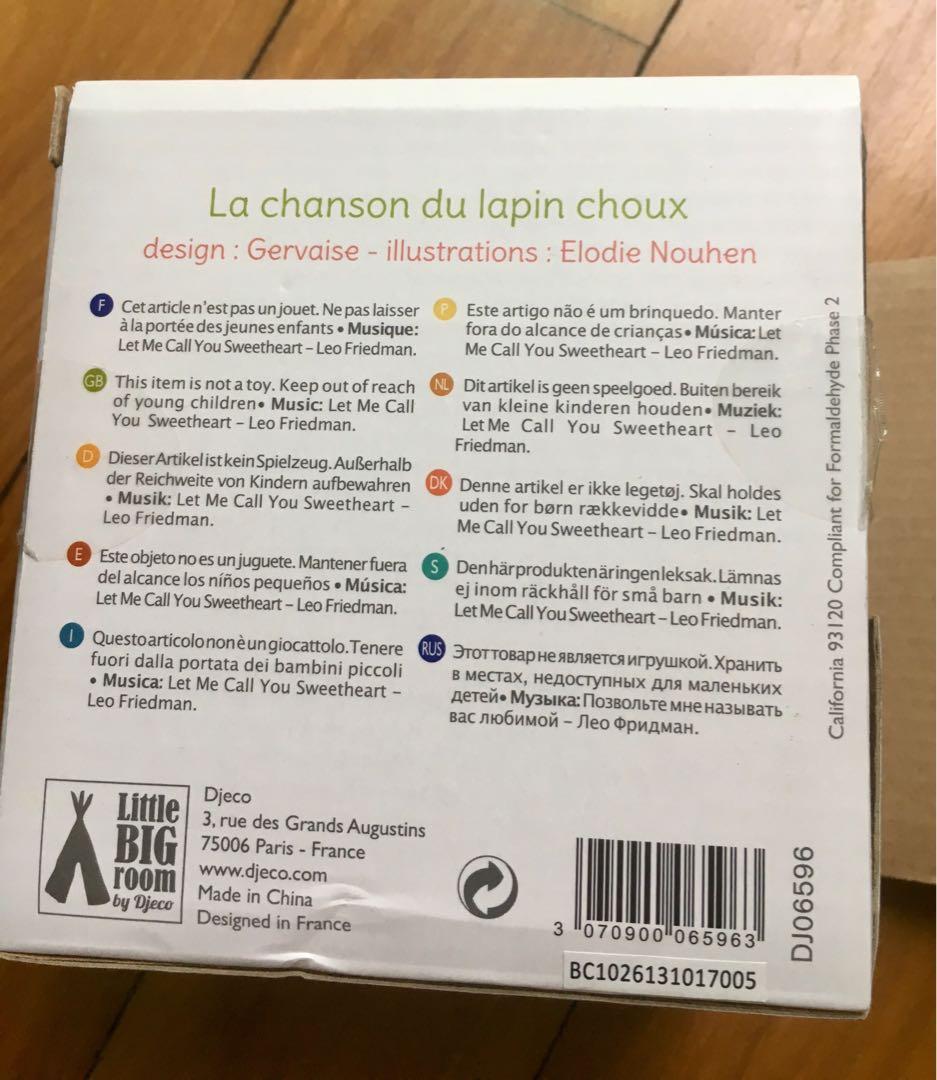 La chanson du lapin choux
design : Gervaise - illustrations : Elodie Nouhen
F Cet article n'est pas un jouet. Ne pas laisser
à la portée des jeunes enfants • Musique:
Let Me Call You Sweetheart – Leo Friedman.
GB This item is not a toy. Keep out of reach
of young children• Music: Let Me Call
You Sweetheart – Leo Friedman.
D Dieser Artikel ist kein Spielzeug. Außerhalb
der Reichweite von Kindern aufbewahren
• Musik: Let Me Call You Sweetheart –
Leo Friedman.
E Este objeto no es un juguete. Mantener fuera
del alcance los níños pequeños • Música:
Let Me Call You Sweetheart – Leo Friedman.
I Questo articolo non è un giocattolo. Tenere
fuori dalla portata dei bambini piccoli
• Musica: Let Me Call You Sweetheart –
Leo Friedman.
P Este artigo não é um brinquedo. Manter
fora do alcance de crianças• Música: Let
Me Call You Sweetheart – Leo Friedman.
NL Dit artikel is geen speelgoed. Buiten bereik
van kleine kinderen houden• Muziek:
Let Me Call You Sweetheart – Leo
Friedman.
DK Denne artikel er ikke legetøj. Skal holdes
uden for børn rækkevidde• Musik: Let
Me Call You Sweetheart – Leo Friedman.
S Den här produkten är ingen leksak. Lämnas
ej inom räckhåll för små barn • Musik:
Let Me Call You Sweetheart – Leo Friedman.
RUS Этот товар не является игрушкой. Хранить
в местах, недоступных для маленьких
детей• Музыка: Позвольте мне называть
вас любимой – Лео Фридман.
California 93120 Compliant for Formaldehyde Phase 2
Little
BIG
room
by Djeco
Djeco
3, rue des Grands Augustins
75006 Paris - France
www.djeco.com
Made in China
Designed in France
3 070900 065963
BC1026131017005
DJ06596